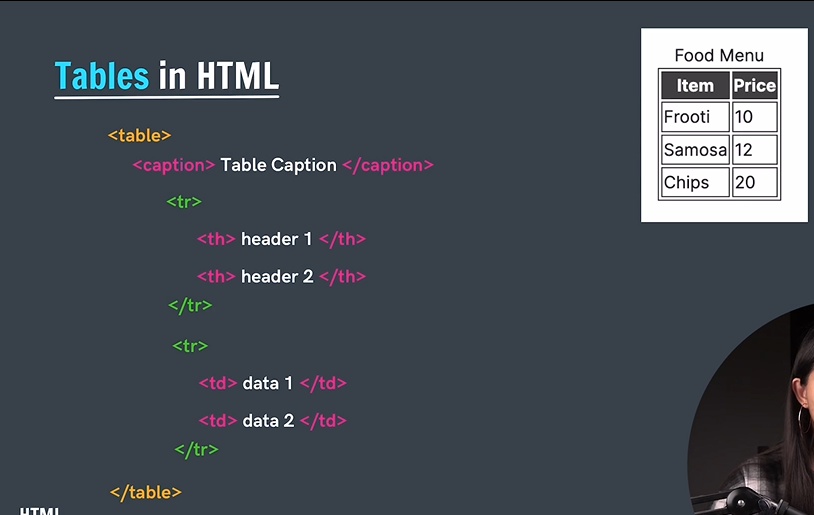 Tables in HTML
<table>
<caption> Table Caption </caption>
<tr>
<th> header 1 </th>
<th> header 2 </th>
</tr>
<tr>
<td> data 1 </td>
<td> data 2 </td>
</tr>
</table>
Food Menu
Item Price
Frooti 10
Samosa 12
Chips 20
HTML